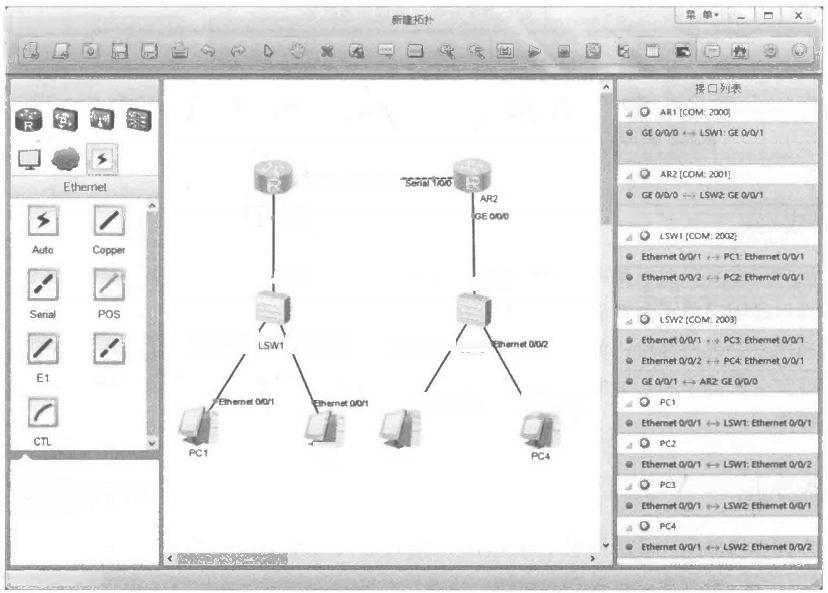 新建拓扑
菜 单
Ethernet
Auto
Copper
Serial
POS
E1
CTL
Serial 1/0/0
AR2
GE 0/0/0
LSW1
Ethernet 0/0/2
Ethernet 0/0/1
Ethernet 0/0/1
PC1
PC4
接口列表
AR1 [COM: 2000]
GE 0/0/0 ↔ LSW1: GE 0/0/1
AR2 [COM: 2001]
GE 0/0/0 ↔ LSW2: GE 0/0/1
LSW1 [COM: 2002]
Ethernet 0/0/1 ↔ PC1: Ethernet 0/0/1
Ethernet 0/0/2 ↔ PC2: Ethernet 0/0/1
LSW2 [COM: 2003]
Ethernet 0/0/1 ↔ PC3: Ethernet 0/0/1
Ethernet 0/0/2 ↔ PC4: Ethernet 0/0/1
GE 0/0/1 ↔ AR2: GE 0/0/0
PC1
Ethernet 0/0/1 ↔ LSW1: Ethernet 0/0/1
PC2
Ethernet 0/0/1 ↔ LSW1: Ethernet 0/0/2
PC3
Ethernet 0/0/1 ↔ LSW2: Ethernet 0/0/1
PC4
Ethernet 0/0/1 ↔ LSW2: Ethernet 0/0/2